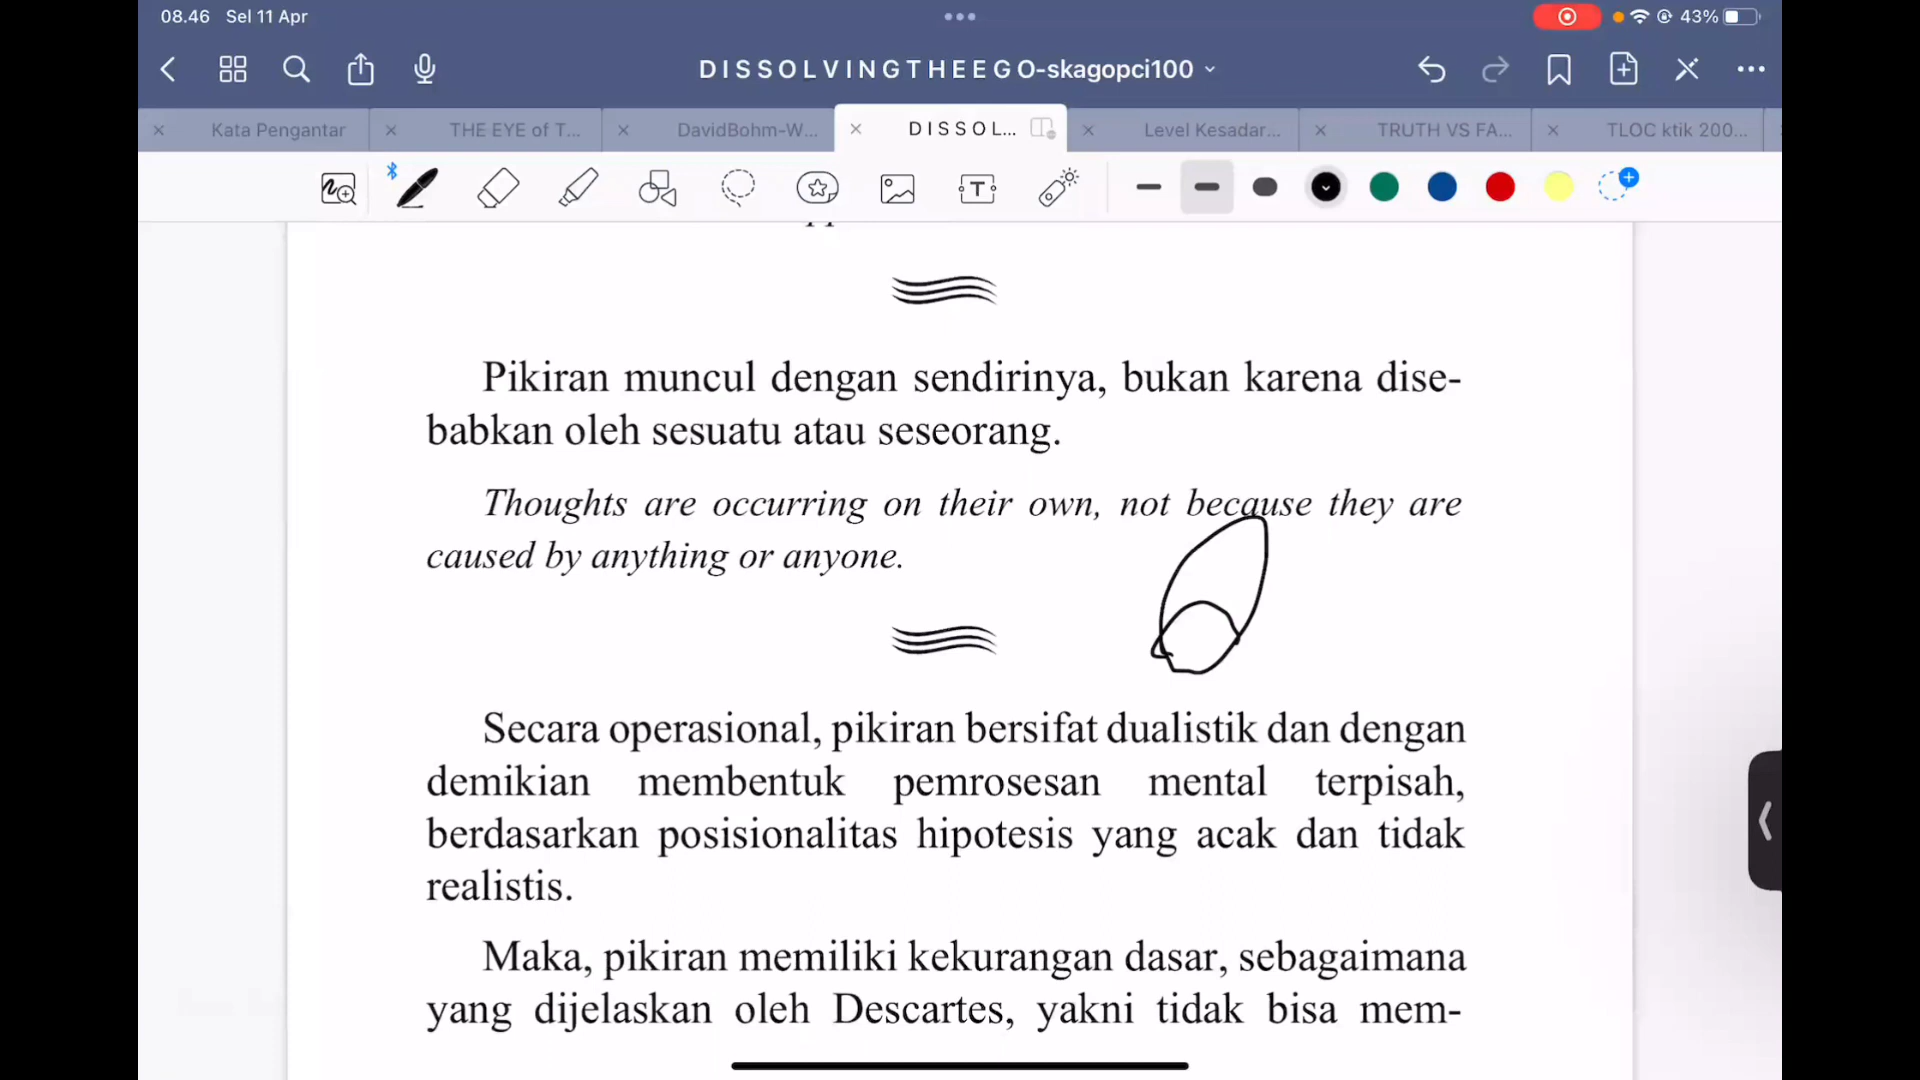 08.46 Sel 11 Apr
43%
D I S S O L V I N G T H E E G O-skagopci100
Kata Pengantar
THE EYE of T...
DavidBohm-W...
D I S S O L...
Level Kesadar...
TRUTH VS FA...
TLOC ktik 200...
Pikiran muncul dengan sendirinya, bukan karena dise-
babkan oleh sesuatu atau seseorang.
Thoughts are occurring on their own, not because they are
caused by anything or anyone.
Secara operasional, pikiran bersifat dualistik dan dengan
demikian membentuk pemrosesan mental terpisah,
berdasarkan posisionalitas hipotesis yang acak dan tidak
realistis.
Maka, pikiran memiliki kekurangan dasar, sebagaimana
yang dijelaskan oleh Descartes, yakni tidak bisa mem-